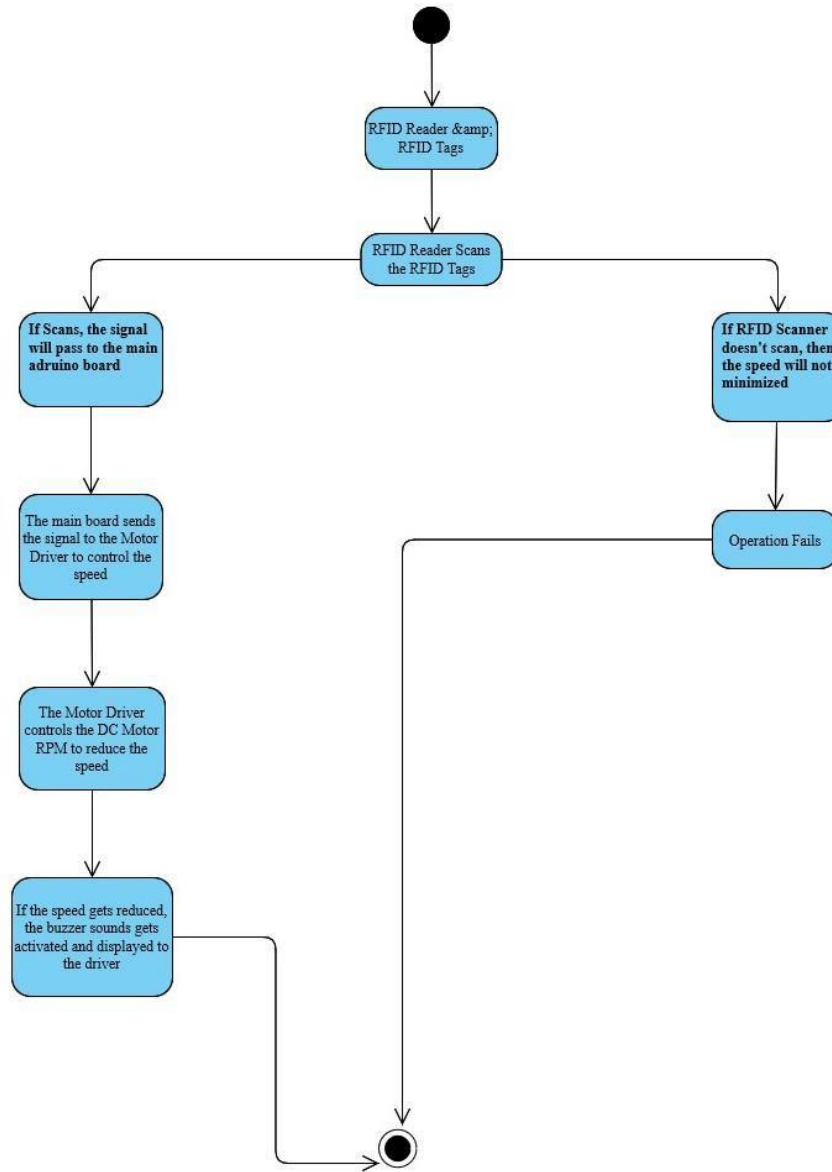 RFID Reader &amp;
RFID Tags
RFID Reader Scans
the RFID Tags
If Scans, the signal
will pass to the main
adruino board
If RFID Scanner
doesn't scan, then
the speed will not
minimized
The main board sends
the signal to the Motor
Driver to control the
speed
Operation Fails
The Motor Driver
controls the DC Motor
RPM to reduce the
speed
If the speed gets reduced,
the buzzer sounds gets
activated and displayed to
the driver